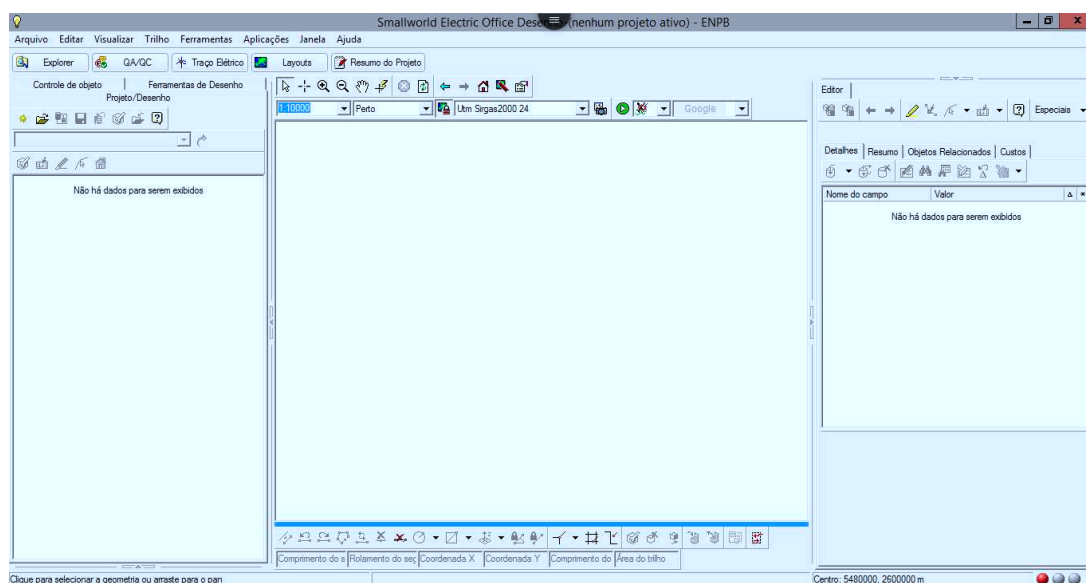 Smallworld Electric Office Desenho (nenhum projeto ativo) - ENPB
Arquivo Editar Visualizar Trilho Ferramentas Aplicações Janela Ajuda
Explorer QA/QC Traço Elétrico Layouts Resumo do Projeto
Controle de objeto Ferramentas de Desenho
Projeto/Desenho
Não há dados para serem exibidos
1:10000 Perto Utm Sirgas2000 24 Google
Comprimento do s Rolamento do seç Coordenada X Coordenada Y Comprimento do Área do trilho
Editor
Especiais
Detalhes Resumo Objetos Relacionados Custos
Nome do campo Valor
Não há dados para serem exibidos
Clique para selecionar a geometria ou arraste para o pan
Centro: 5480000, 2600000 m